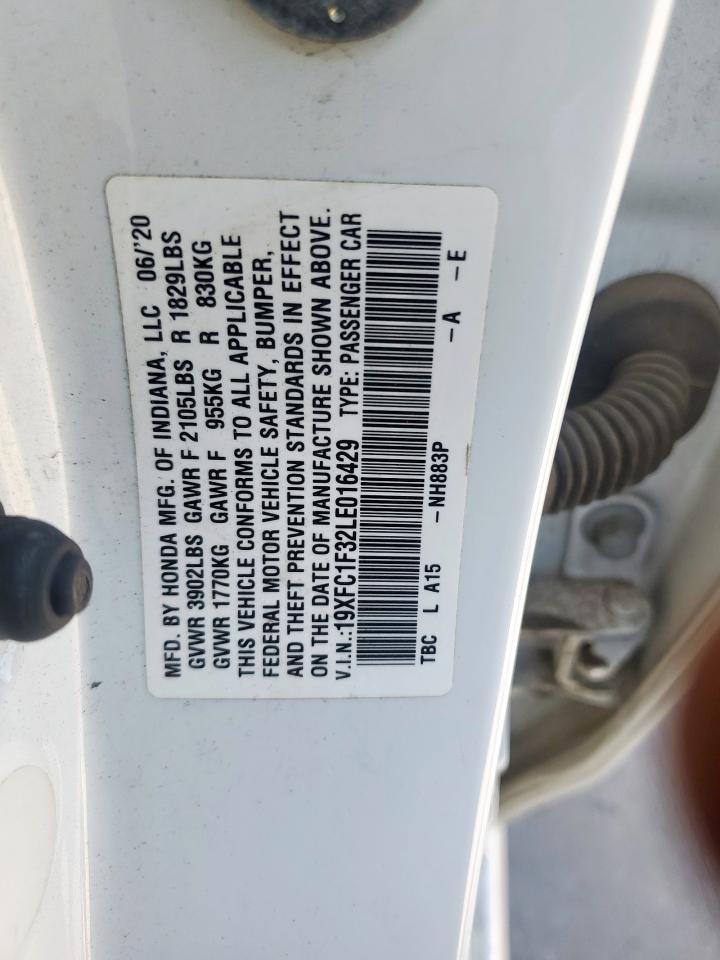 MFD. BY HONDA MFG. OF INDIANA, LLC 06/'20
GVWR 3902LBS GAWR F 2105LBS R 1829LBS
GVWR 1770KG GAWR F 955KG R 830KG
THIS VEHICLE CONFORMS TO ALL APPLICABLE
FEDERAL MOTOR VEHICLE SAFETY, BUMPER,
AND THEFT PREVENTION STANDARDS IN EFFECT
ON THE DATE OF MANUFACTURE SHOWN ABOVE.
V.I.N.:19XFC1F32LE016429 TYPE: PASSENGER CAR
TBC L A15 -NH883P -A -E